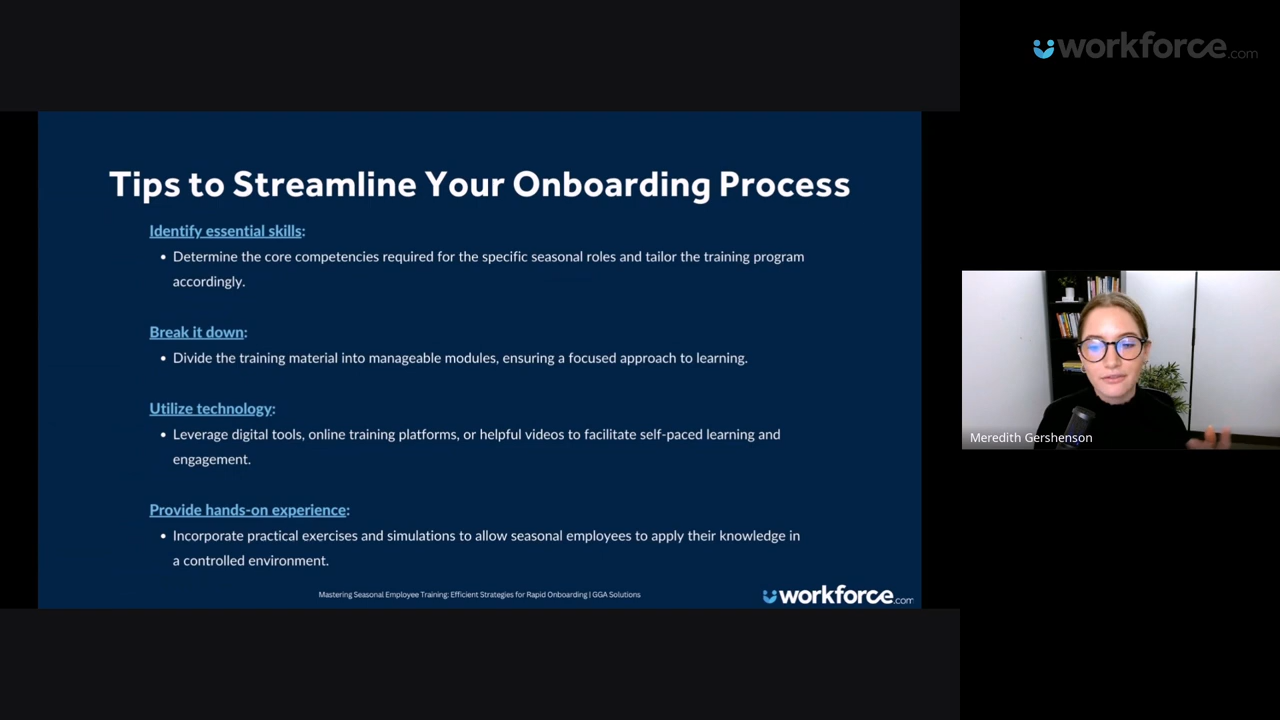 workforce.com
Tips to Streamline Your Onboarding Process
Identify essential skills:
• Determine the core competencies required for the specific seasonal roles and tailor the training program
accordingly.
Break it down:
• Divide the training material into manageable modules, ensuring a focused approach to learning.
Utilize technology:
• Leverage digital tools, online training platforms, or helpful videos to facilitate self-paced learning and
engagement.
Provide hands-on experience:
• Incorporate practical exercises and simulations to allow seasonal employees to apply their knowledge in
a controlled environment.
Mastering Seasonal Employee Training: Efficient Strategies for Rapid Onboarding | GGA Solutions
workforce.com
Meredith Gershenson